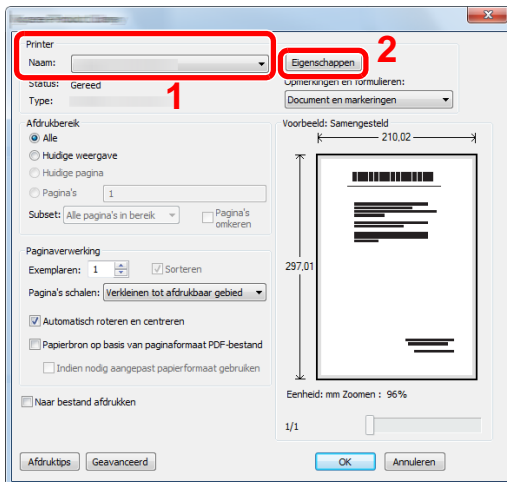 Printer
Naam:
Eigenschappen
2
Status: Gereed
1
Opmerkingen en formulieren:
Type:
Document en markeringen
Afdrukbereik
Alle
Huidige weergave
Huidige pagina
Pagina's 1
Subset: Alle pagina's in bereik
Pagina's omkeren
Paginaverwerking
Exemplaren: 1
Sorteren
Pagina's schalen: Verkleinen tot afdrukbaar gebied
Automatisch roteren en centreren
Papierbron op basis van paginaformaat PDF-bestand
Indien nodig aangepast papierformaat gebruiken
Naar bestand afdrukken
Voorbeeld: Samengesteld
210,02
297,01
Eenheid: mm Zoomen : 96%
1/1
Afdruktips
Geavanceerd
OK
Annuleren